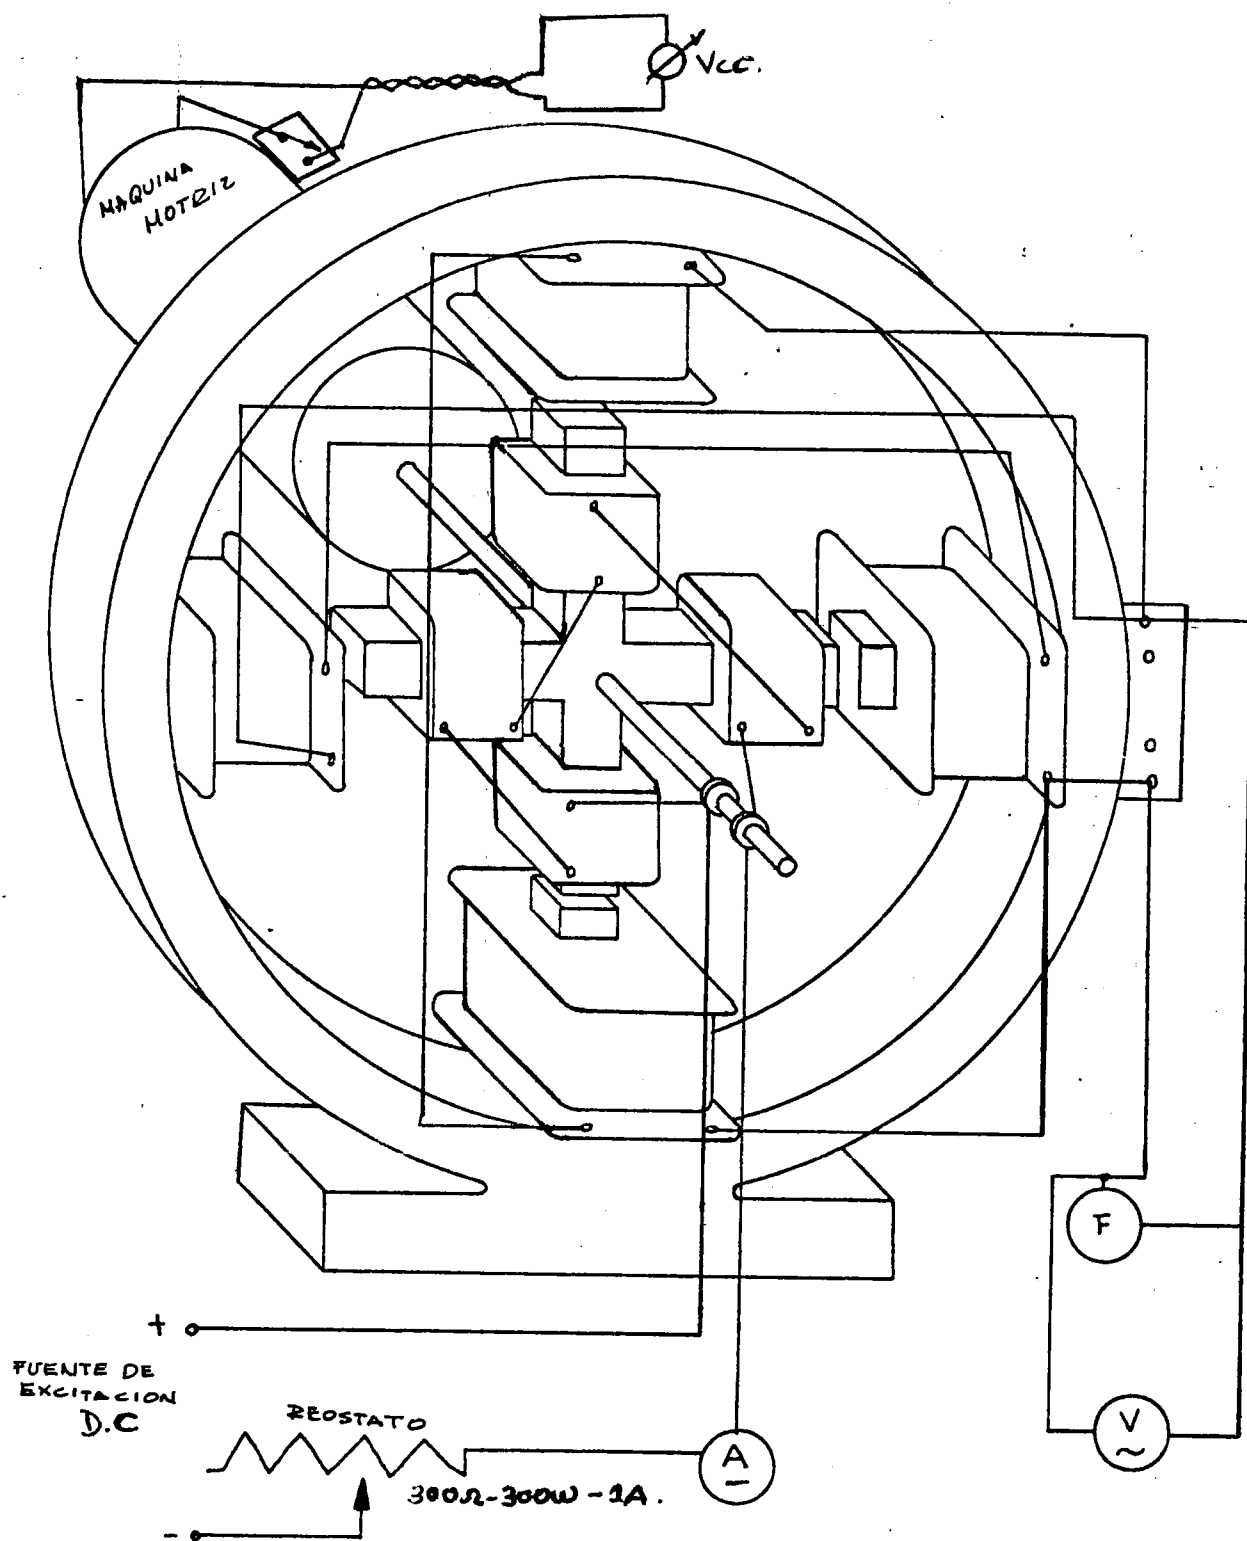 Vcc.
MAQUINA
MOTRIZ
F
+
FUENTE DE
EXCITACION
D.C
V
~
REOSTATO
A
300Ω-300W-1A.
-